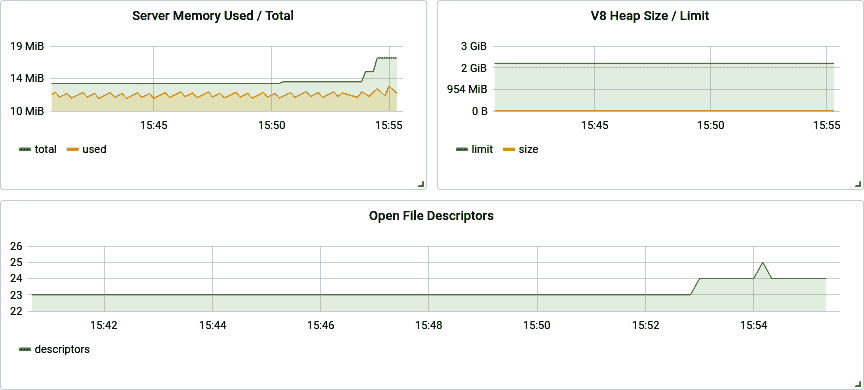 Server Memory Used / Total
19 MiB
14 MiB
10 MiB
15:45 15:50 15:55
total used
V8 Heap Size / Limit
3 GiB
2 GiB
954 MiB
0 B
15:45 15:50 15:55
limit size
Open File Descriptors
26
25
24
23
22
15:42 15:44 15:46 15:48 15:50 15:52 15:54
descriptors